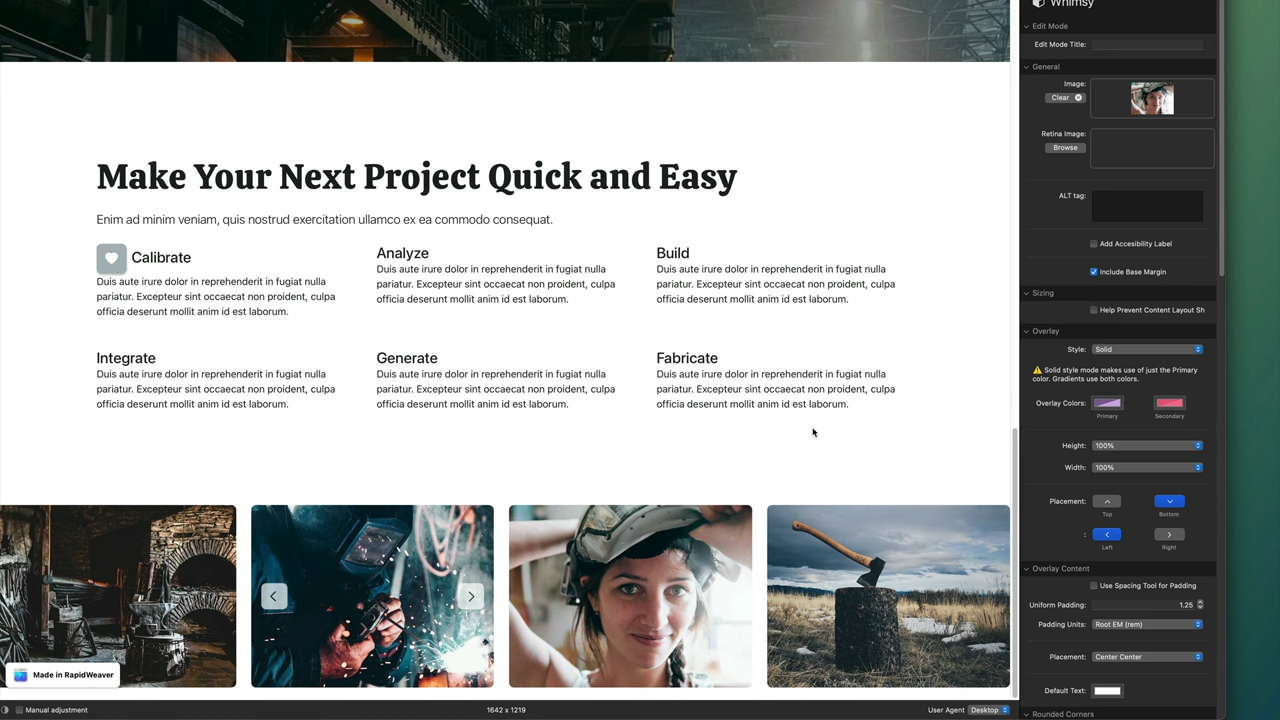 Make Your Next Project Quick and Easy
Enim ad minim veniam, quis nostrud exercitation ullamco ex ea commodo consequat.
Calibrate
Duis aute irure dolor in reprehenderit in fugiat nulla
pariatur. Excepteur sint occaecat non proident, culpa
officia deserunt mollit anim id est laborum.
Analyze
Duis aute irure dolor in reprehenderit in fugiat nulla
pariatur. Excepteur sint occaecat non proident, culpa
officia deserunt mollit anim id est laborum.
Build
Duis aute irure dolor in reprehenderit in fugiat nulla
pariatur. Excepteur sint occaecat non proident, culpa
officia deserunt mollit anim id est laborum.
Integrate
Duis aute irure dolor in reprehenderit in fugiat nulla
pariatur. Excepteur sint occaecat non proident, culpa
officia deserunt mollit anim id est laborum.
Generate
Duis aute irure dolor in reprehenderit in fugiat nulla
pariatur. Excepteur sint occaecat non proident, culpa
officia deserunt mollit anim id est laborum.
Fabricate
Duis aute irure dolor in reprehenderit in fugiat nulla
pariatur. Excepteur sint occaecat non proident, culpa
officia deserunt mollit anim id est laborum.
Made in RapidWeaver
Manual adjustment
1642 x 1219
User Agent Desktop
Whimsy
Edit Mode
Edit Mode Title:
General
Image:
Clear
Retina Image:
Browse
ALT tag:
Add Accesibility Label
Include Base Margin
Sizing
Help Prevent Content Layout Sh
Overlay
Style: Solid
Solid style mode makes use of just the Primary
color. Gradients use both colors.
Overlay Colors:
Primary Secondary
Height: 100%
Width: 100%
Placement:
Top Bottom
:
Left Right
Overlay Content
Use Spacing Tool for Padding
Uniform Padding: 1.25
Padding Units: Root EM (rem)
Placement: Center Center
Default Text:
Rounded Corners